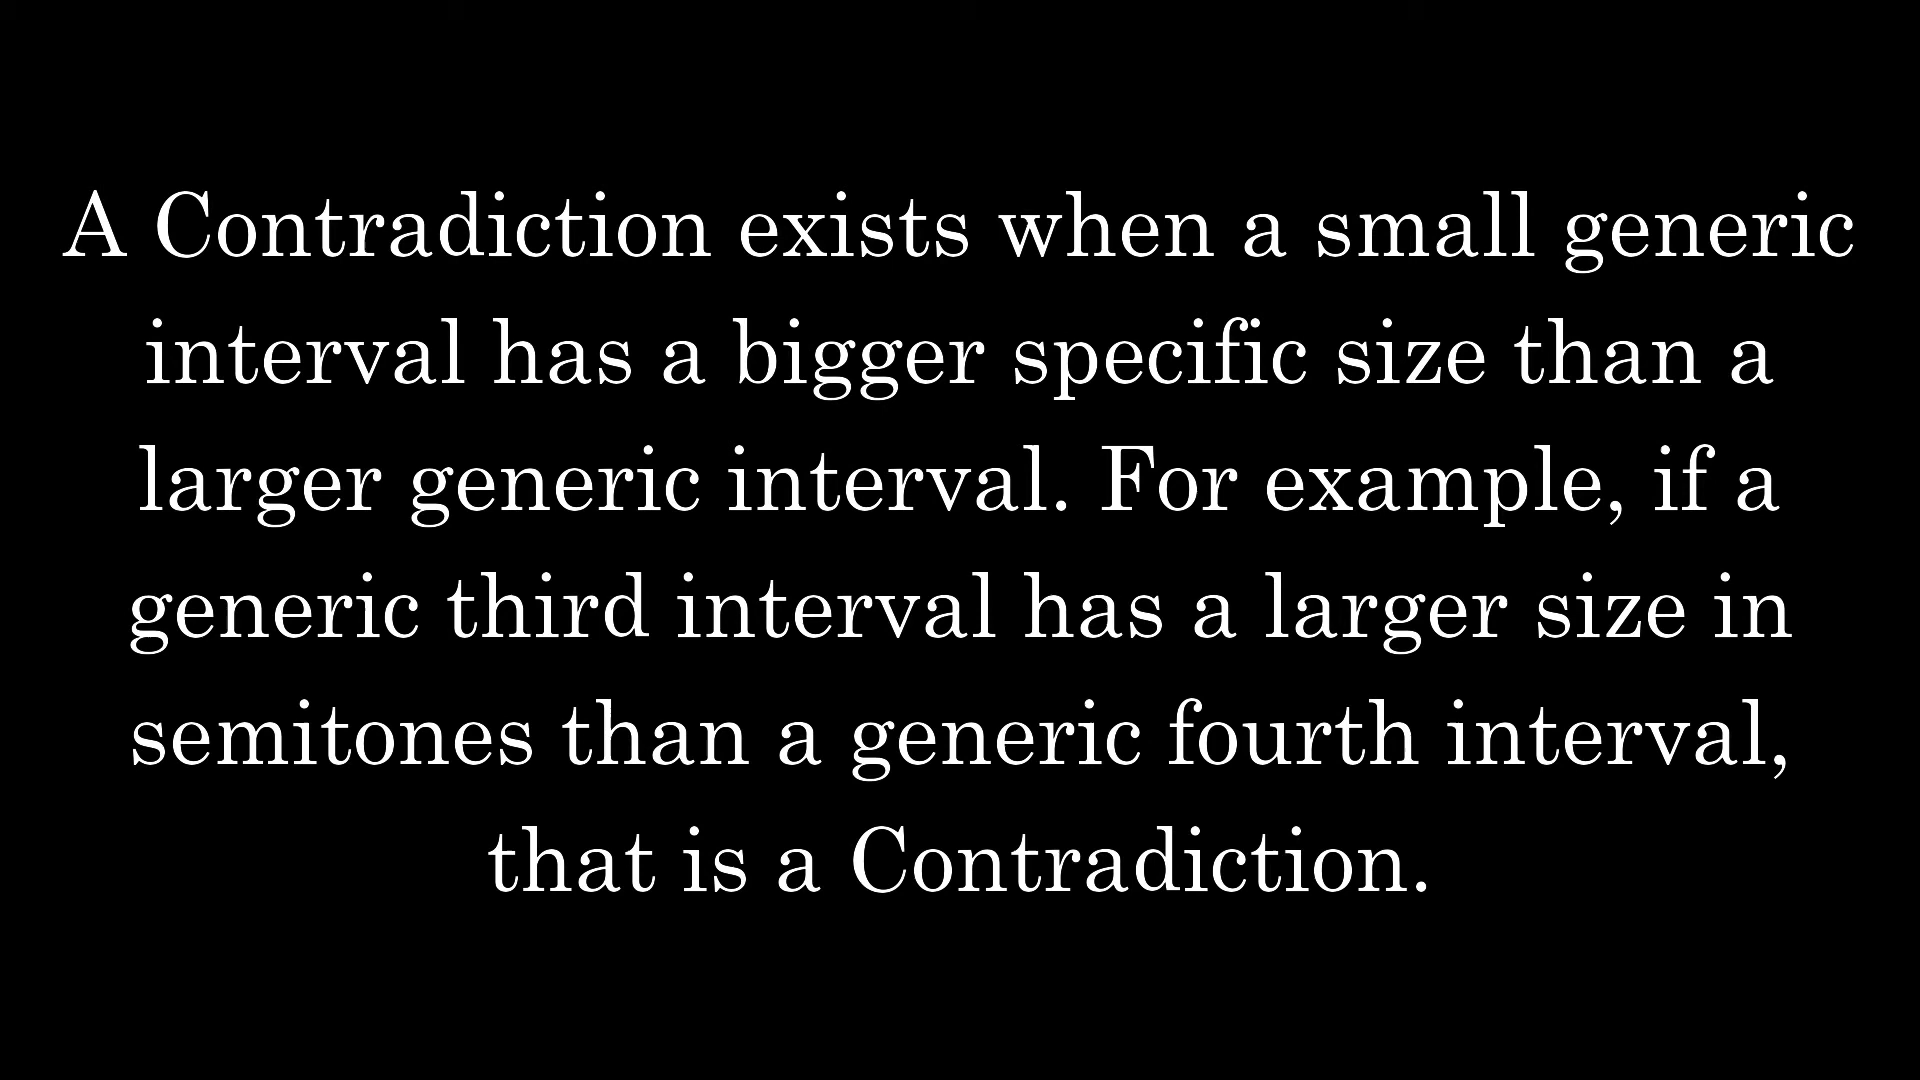 A Contradiction exists when a small generic
interval has a bigger specific size than a
larger generic interval. For example, if a
generic third interval has a larger size in
semitones than a generic fourth interval,
that is a Contradiction.